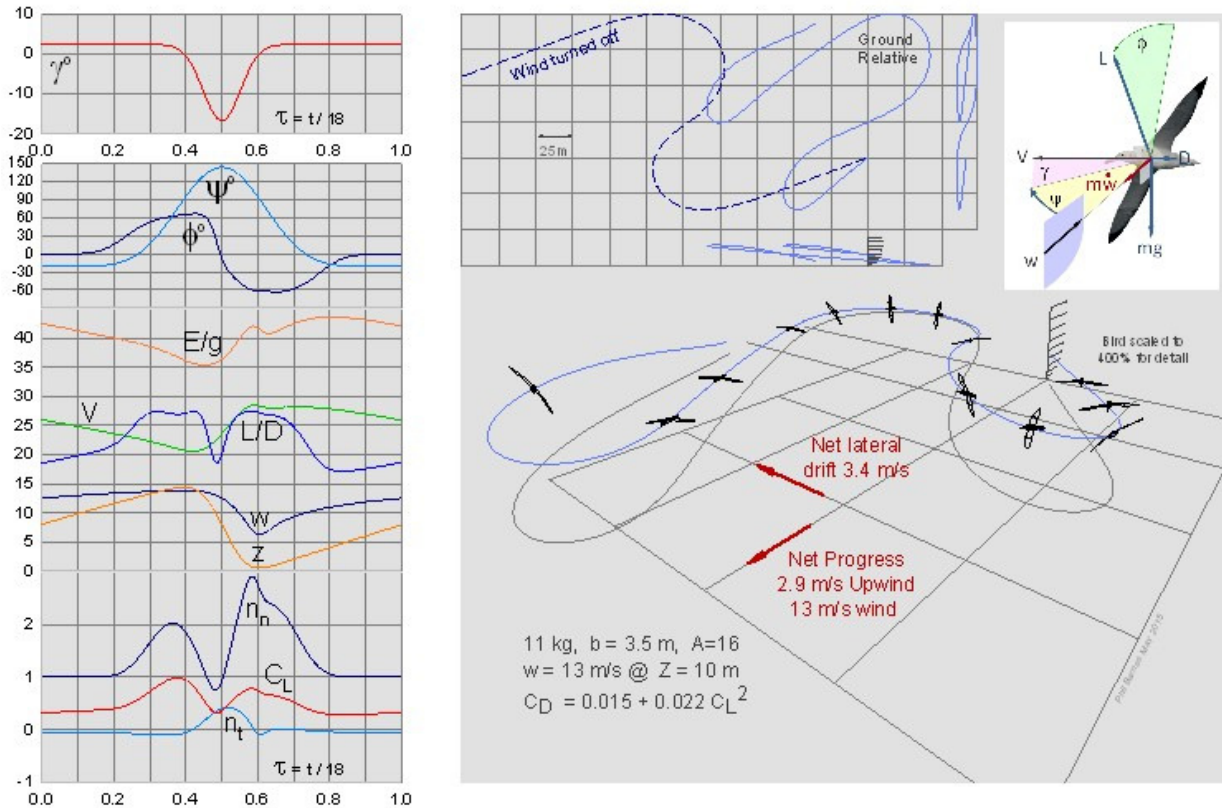 10
0
-10
-20
γ°
τ = t / 18
0.0 0.2 0.4 0.6 0.8 1.0
150
120
90
60
30
0
-30
-60
ψ°
ϕ°
40
35
30
25
20
15
10
5
0
E/g
V
L/D
w
z
2
1
0
-1
n_n
C_L
n_t
τ = t / 18
0.0 0.2 0.4 0.6 0.8 1.0
Wind turned off
Ground
Relative
25m
ϕ
L
V
D
γ
mẇ
ψ
w
mg
Bird scaled to
400% for detail
Net lateral
drift 3.4 m/s
Net Progress
2.9 m/s Upwind
13 m/s wind
11 kg, b = 3.5 m, A=16
w = 13 m/s @ Z = 10 m
C_D = 0.015 + 0.022 C_L²
May 2015